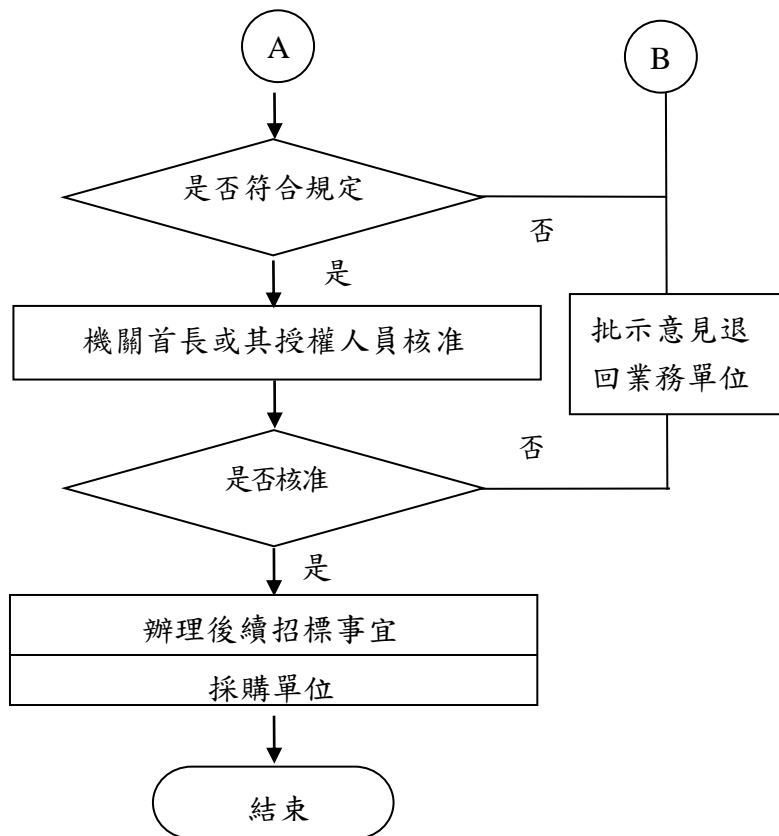 A
B
是否符合規定
否
是
機關首長或其授權人員核准
批示意見退
回業務單位
是否核准
否
是
辦理後續招標事宜
採購單位
結束